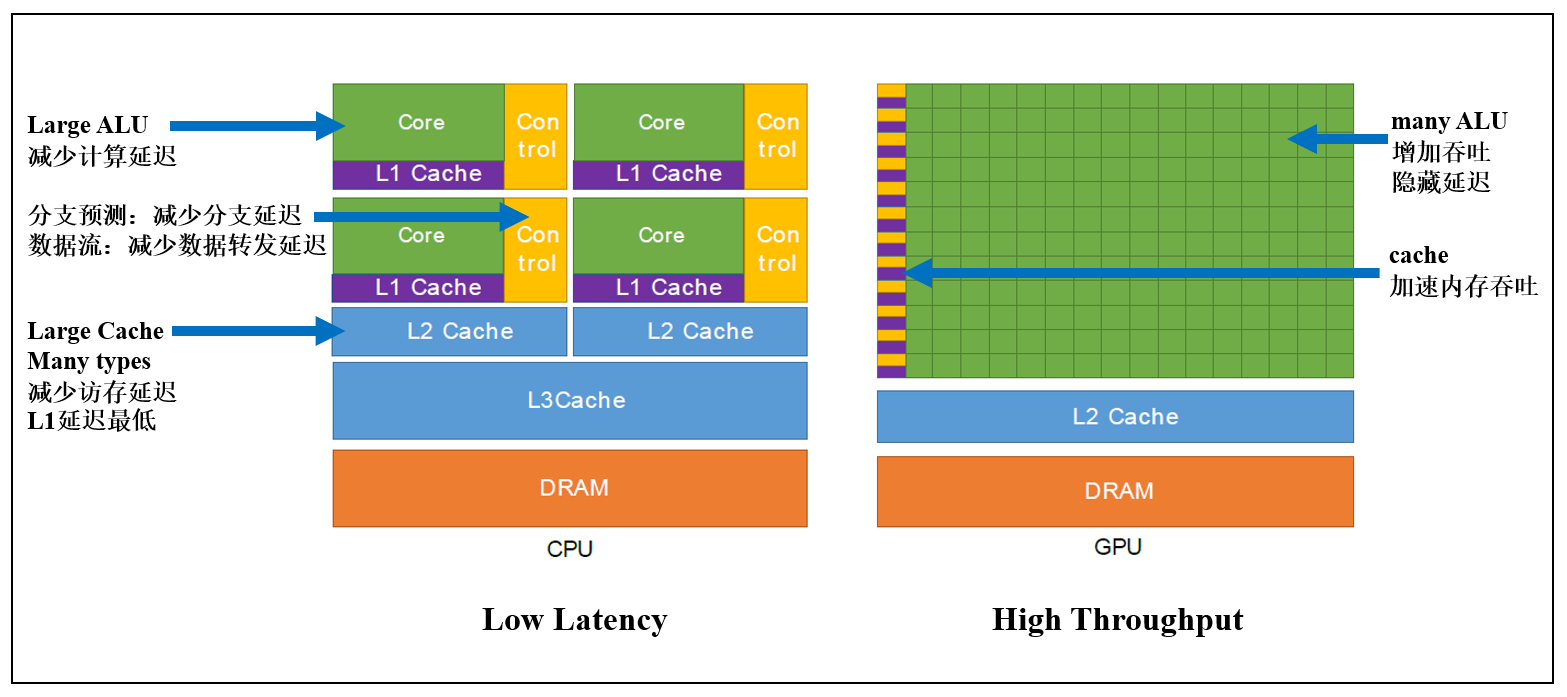 Large ALU
减少计算延迟
分支预测：减少分支延迟
数据流：减少数据转发延迟
Large Cache
Many types
减少访存延迟
L1延迟最低
Core
Con
trol
L1 Cache
Core
Con
trol
L1 Cache
Core
Con
trol
L1 Cache
Core
Con
trol
L1 Cache
L2 Cache
L2 Cache
L3Cache
DRAM
CPU
Low Latency
L2 Cache
DRAM
GPU
High Throughput
many ALU
增加吞吐
隐藏延迟
cache
加速内存吞吐